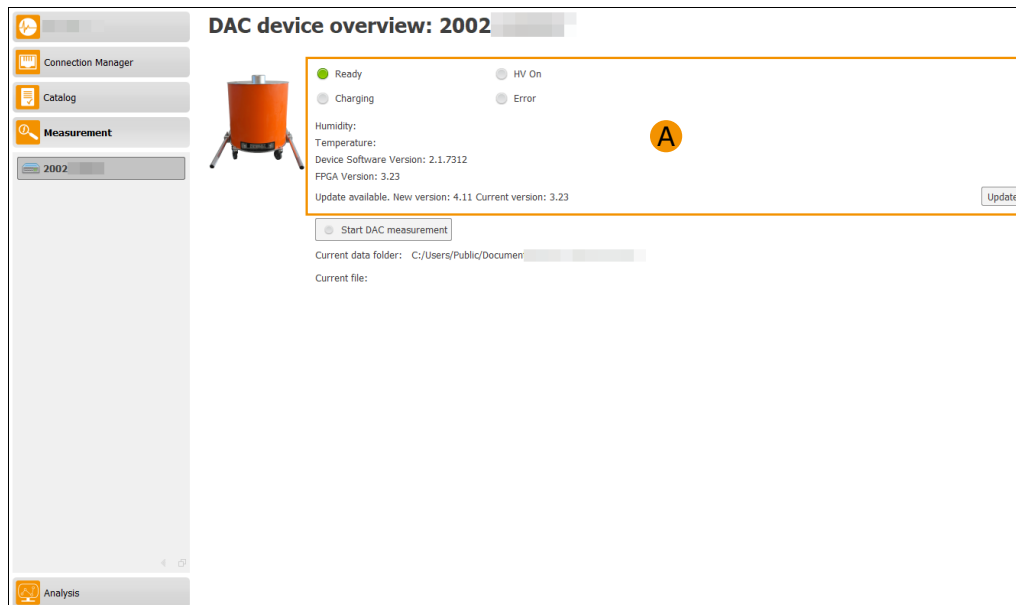 DAC device overview: 2002
Connection Manager
Catalog
Measurement
2002
Ready
HV On
Charging
Error
Humidity:
Temperature:
Device Software Version: 2.1.7312
FPGA Version: 3.23
Update available. New version: 4.11 Current version: 3.23
Update
A
Start DAC measurement
Current data folder: C:/Users/Public/Documen
Current file:
Analysis